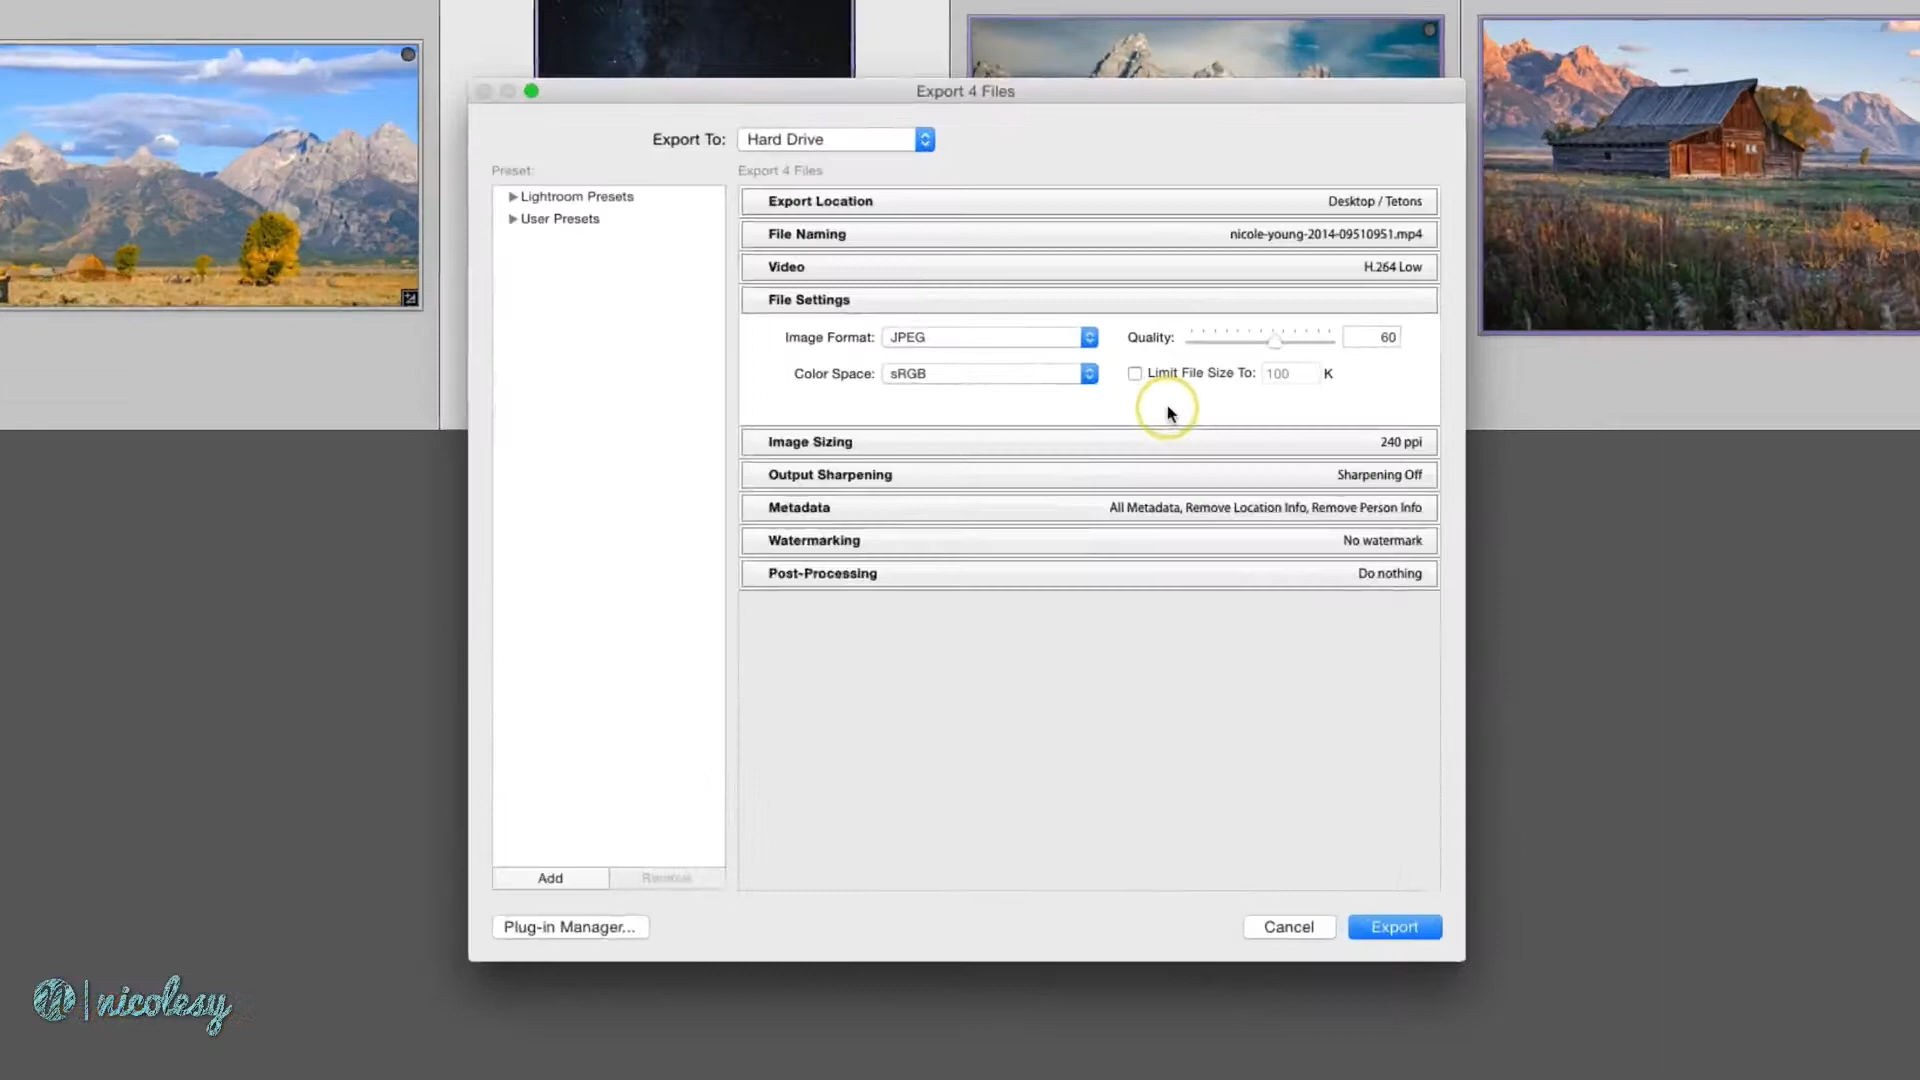 Export 4 Files
Export To: Hard Drive
Preset:
Export 4 Files
Lightroom Presets
User Presets
Export Location Desktop / Tetons
File Naming nicole-young-2014-09510951.mp4
Video H.264 Low
File Settings
Image Format: JPEG Quality: 60
Color Space: sRGB Limit File Size To: 100 K
Image Sizing 240 ppi
Output Sharpening Sharpening Off
Metadata All Metadata, Remove Location Info, Remove Person Info
Watermarking No watermark
Post-Processing Do nothing
Add Remove
Plug-in Manager... Cancel Export
nicolesy